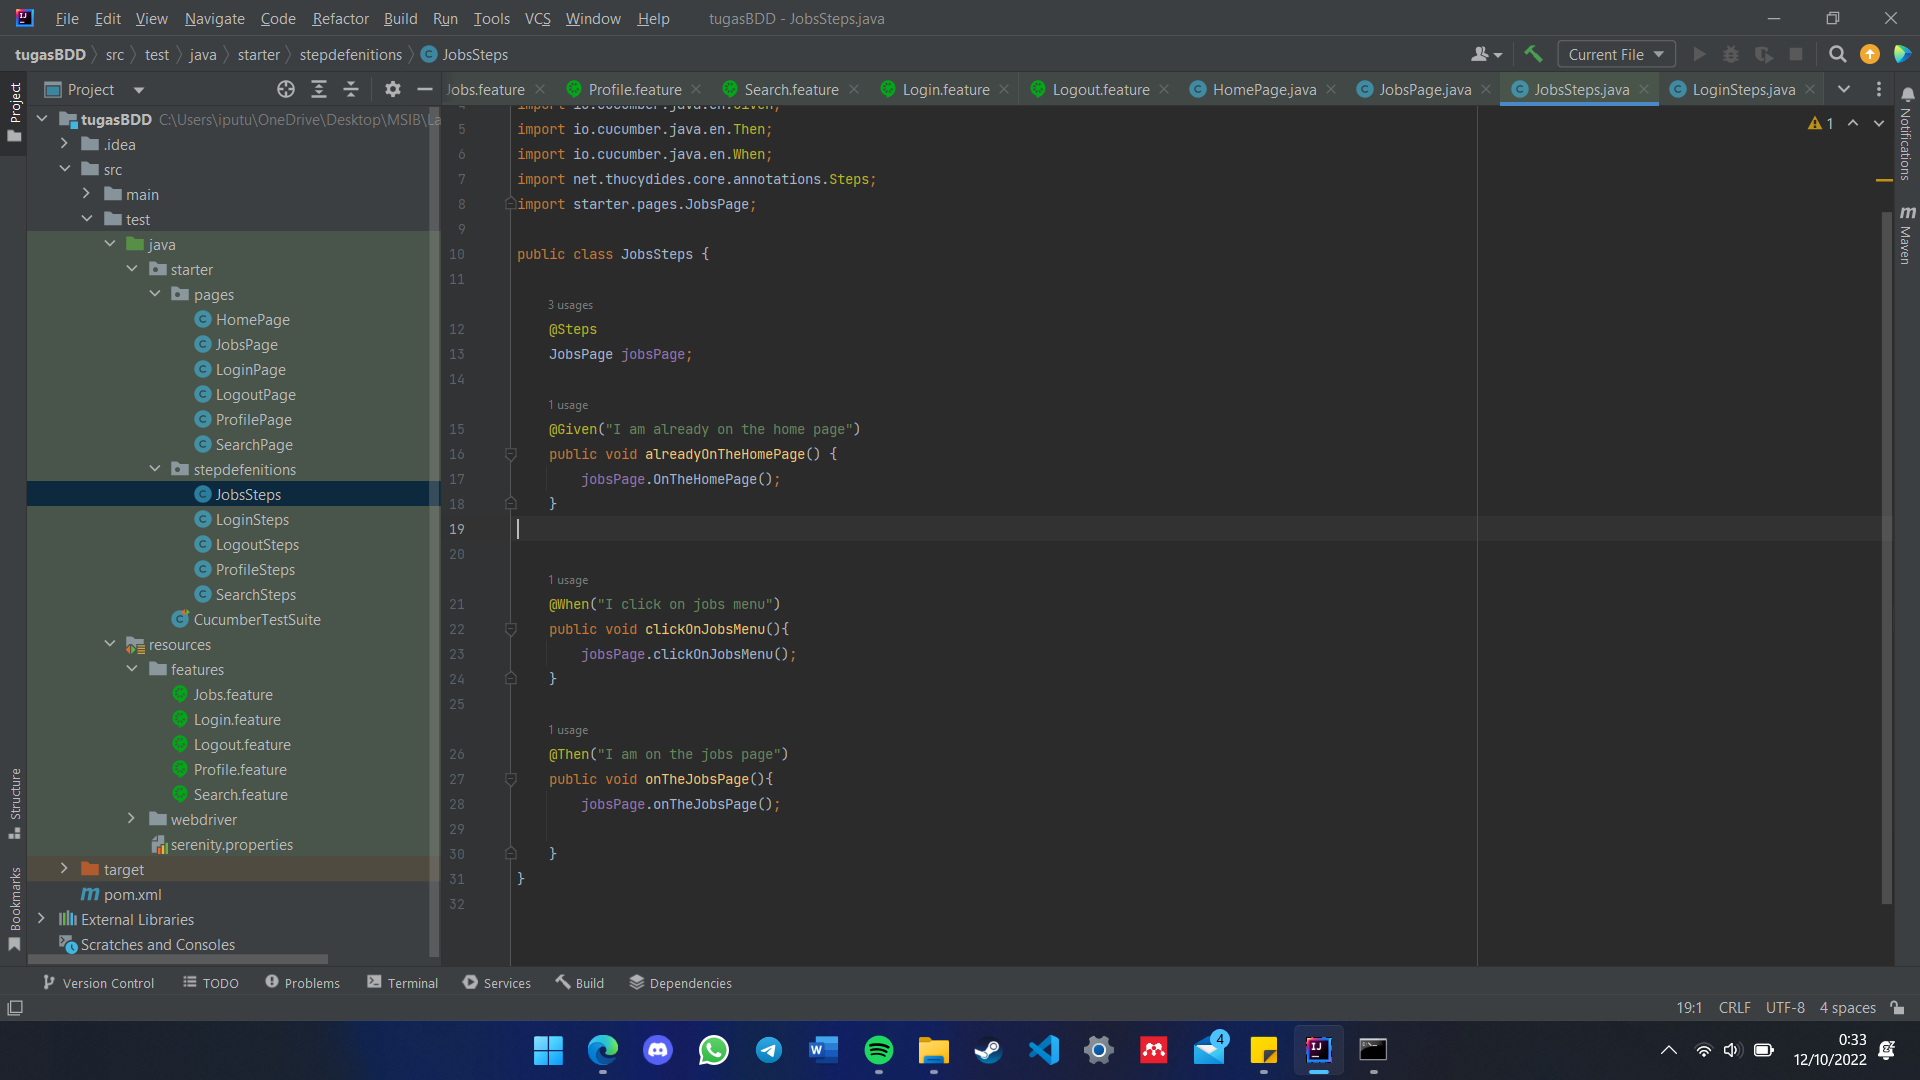 File Edit View Navigate Code Refactor Build Run Tools VCS Window Help tugasBDD - JobsSteps.java
tugasBDD src test java starter stepdefenitions JobsSteps
Current File
Project
Jobs.feature Profile.feature Search.feature Login.feature Logout.feature HomePage.java JobsPage.java JobsSteps.java LoginSteps.java
Project
Structure
Bookmarks
tugasBDD C:\Users\iputu\OneDrive\Desktop\MSIB\La
.idea
src
main
test
java
starter
pages
HomePage
JobsPage
LoginPage
LogoutPage
ProfilePage
SearchPage
stepdefenitions
JobsSteps
LoginSteps
LogoutSteps
ProfileSteps
SearchSteps
CucumberTestSuite
resources
features
Jobs.feature
Login.feature
Logout.feature
Profile.feature
Search.feature
webdriver
serenity.properties
target
pom.xml
External Libraries
Scratches and Consoles
4 import io.cucumber.java.en.Given;
5 import io.cucumber.java.en.Then;
6 import io.cucumber.java.en.When;
7 import net.thucydides.core.annotations.Steps;
8 import starter.pages.JobsPage;
9
10 public class JobsSteps {
11
3 usages
12 @Steps
13 JobsPage jobsPage;
14
1 usage
15 @Given("I am already on the home page")
16 public void alreadyOnTheHomePage() {
17 jobsPage.OnTheHomePage();
18 }
19
20
1 usage
21 @When("I click on jobs menu")
22 public void clickOnJobsMenu(){
23 jobsPage.clickOnJobsMenu();
24 }
25
1 usage
26 @Then("I am on the jobs page")
27 public void onTheJobsPage(){
28 jobsPage.onTheJobsPage();
29
30 }
31 }
32
1
Notifications
Maven
Version Control TODO Problems Terminal Services Build Dependencies
19:1 CRLF UTF-8 4 spaces
4
0:33
12/10/2022